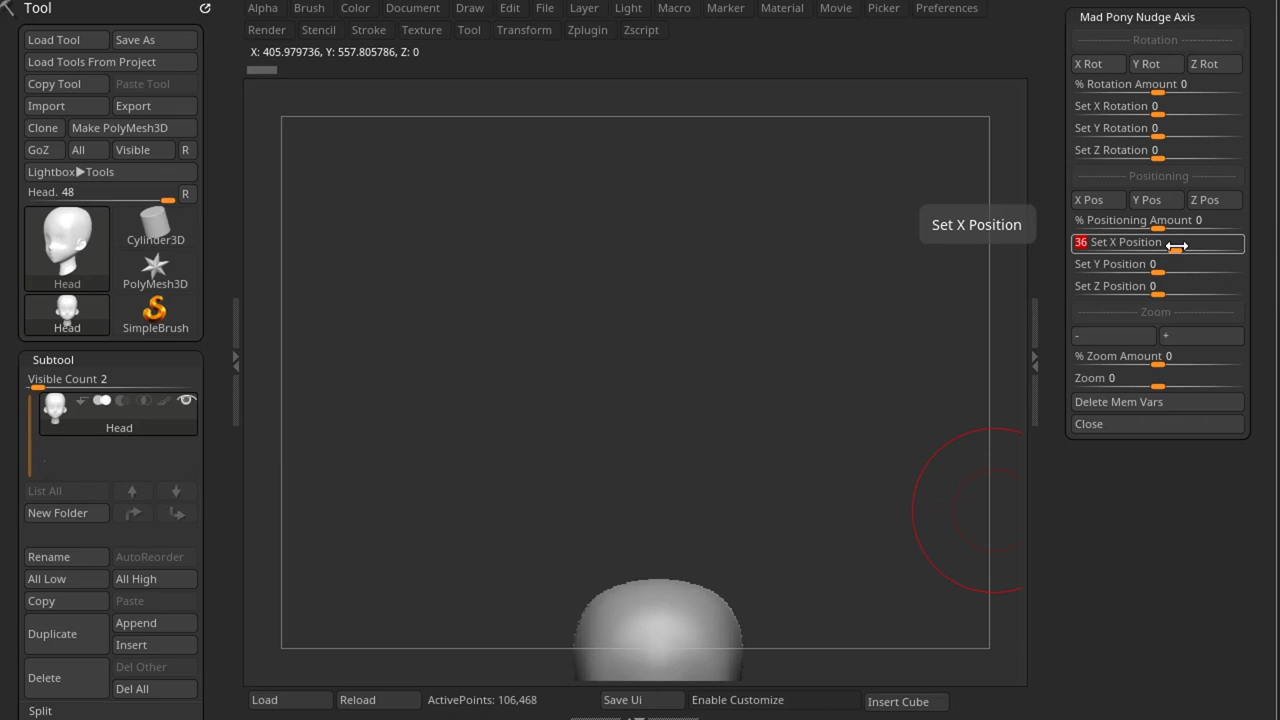 Tool
Alpha Brush Color Document Draw Edit File Layer Light Macro Marker Material Movie Picker Preferences
Render Stencil Stroke Texture Tool Transform Zplugin Zscript
X: 405.979736, Y: 557.805786, Z: 0
Load Tool Save As
Load Tools From Project
Copy Tool Paste Tool
Import Export
Clone Make PolyMesh3D
GoZ All Visible R
Lightbox▶Tools
Head. 48 R
Head
Cylinder3D
PolyMesh3D
Head
SimpleBrush
Subtool
Visible Count 2
Head
List All
New Folder
Rename AutoReorder
All Low All High
Copy Paste
Duplicate
Append
Insert
Delete
Del Other
Del All
Split
Set X Position
Load Reload ActivePoints: 106,468 Save Ui Enable Customize Insert Cube
Mad Pony Nudge Axis
Rotation
X Rot Y Rot Z Rot
% Rotation Amount 0
Set X Rotation 0
Set Y Rotation 0
Set Z Rotation 0
Positioning
X Pos Y Pos Z Pos
% Positioning Amount 0
36 Set X Position
Set Y Position 0
Set Z Position 0
Zoom
- +
% Zoom Amount 0
Zoom 0
Delete Mem Vars
Close